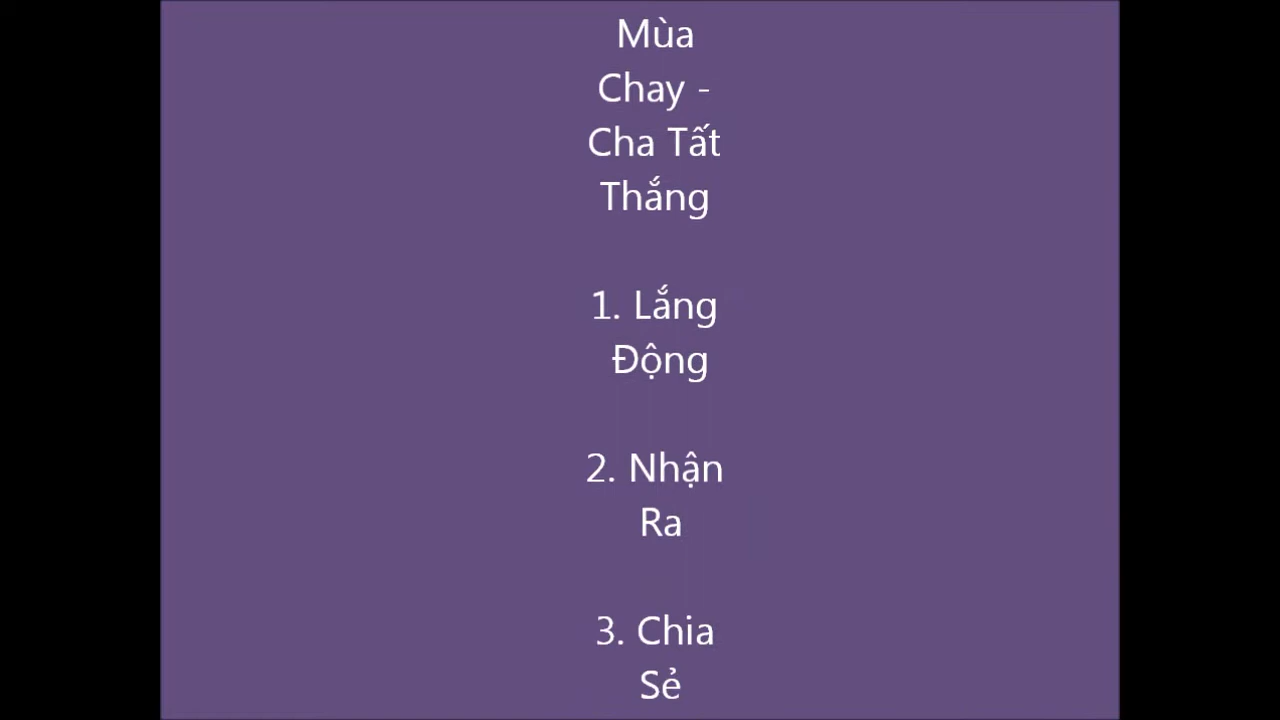 Mùa
Chay -
Cha Tất
Thắng
1. Lắng
Động
2. Nhận
Ra
3. Chia
Sẻ